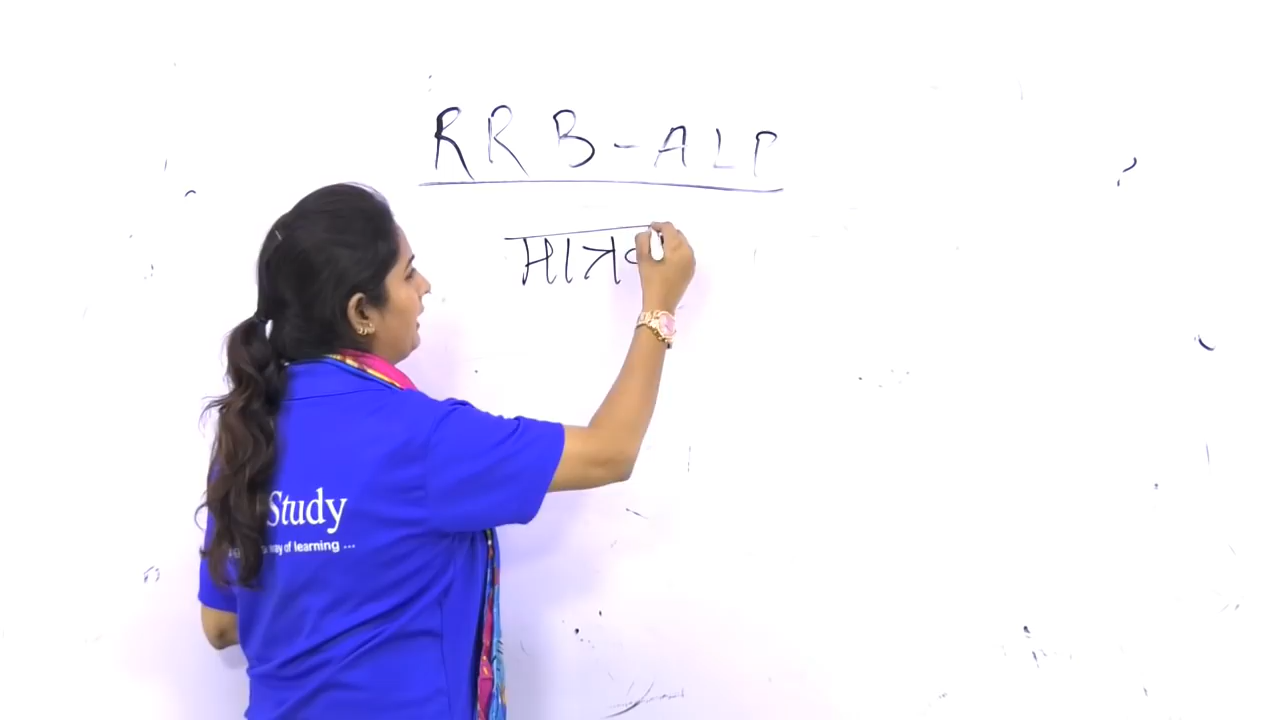 RRB-ALP
मात्र
Study
way of learning ...